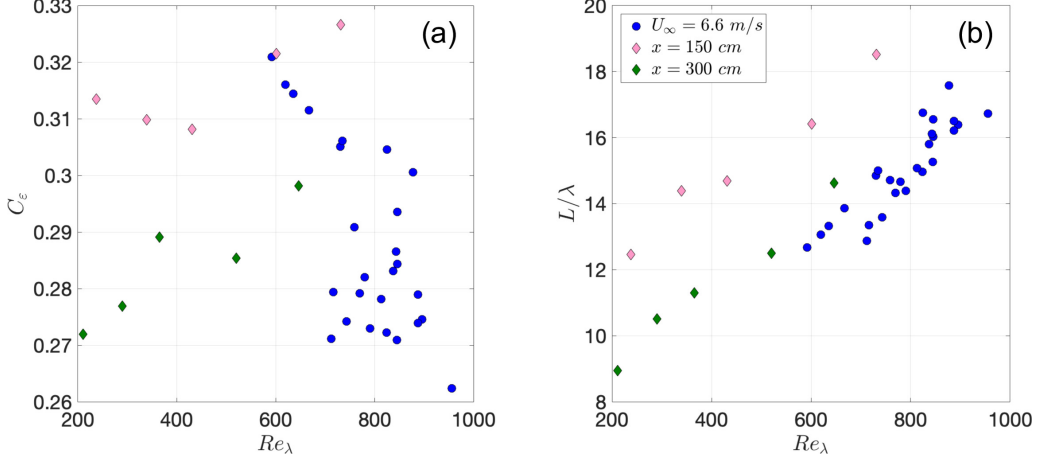 0.33
0.32
0.31
0.3
0.29
0.28
0.27
0.26
C_ε
200
400
600
800
1000
Re_λ
(a)
20
18
16
14
12
10
8
L/λ
200
400
600
800
1000
Re_λ
U_∞ = 6.6 m/s
x = 150 cm
x = 300 cm
(b)